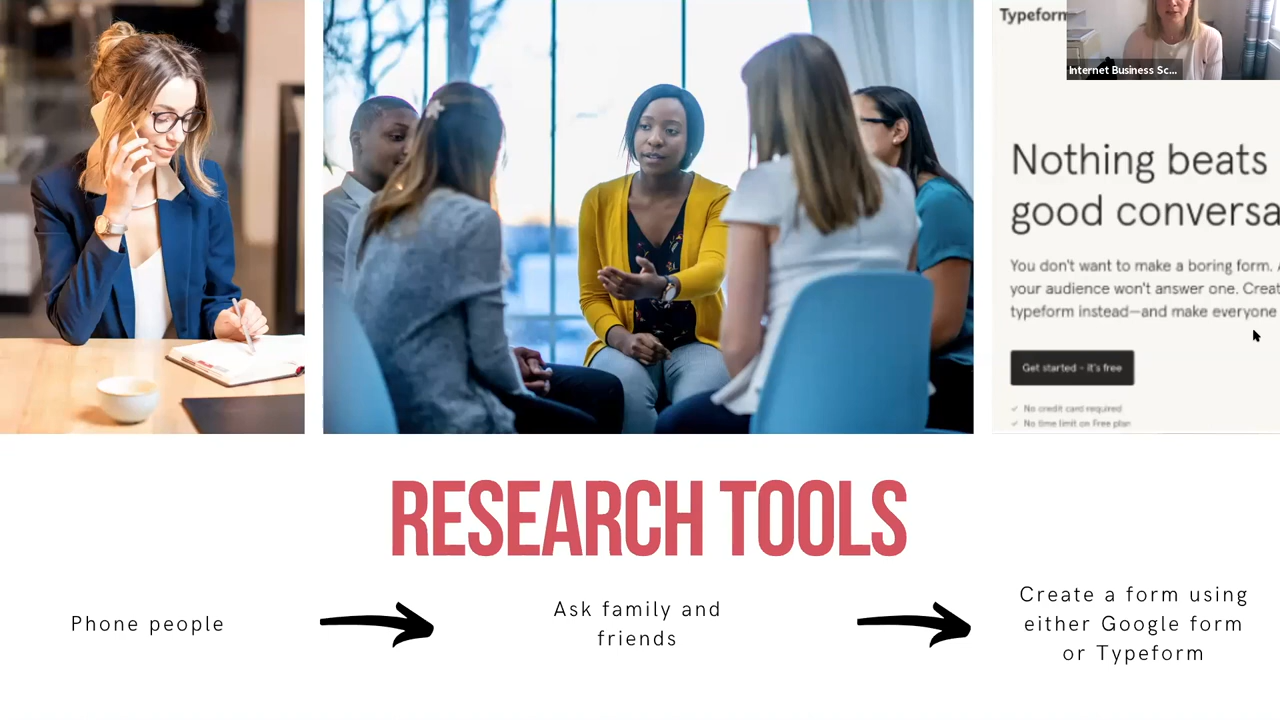 Typeform
Internet Business Sc...
Nothing beats
good conversa
You don't want to make a boring form.
your audience won't answer one. Creat
typeform instead—and make everyone
Get started - it's free
✓ No credit card required
✓ No time limit on Free plan
RESEARCH TOOLS
Phone people
Ask family and
friends
Create a form using
either Google form
or Typeform